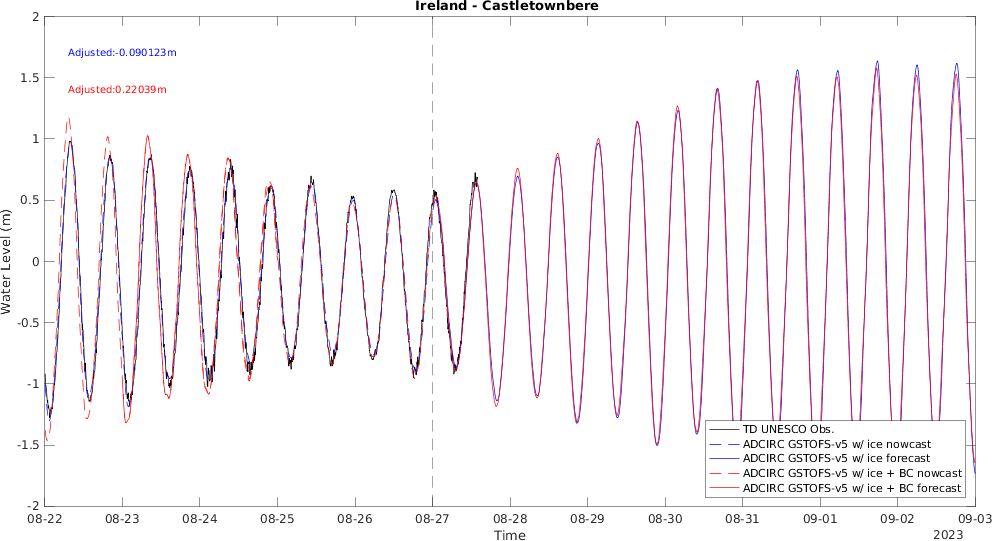 Ireland - Castletownbere
Adjusted:-0.090123m
Adjusted:0.22039m
2
1.5
1
0.5
0
-0.5
-1
-1.5
-2
Water Level (m)
TD UNESCO Obs.
ADCIRC GSTOFS-v5 w/ ice nowcast
ADCIRC GSTOFS-v5 w/ ice forecast
ADCIRC GSTOFS-v5 w/ ice + BC nowcast
ADCIRC GSTOFS-v5 w/ ice + BC forecast
08-22 08-23 08-24 08-25 08-26 08-27 08-28 08-29 08-30 08-31 09-01 09-02 09-03
Time
2023